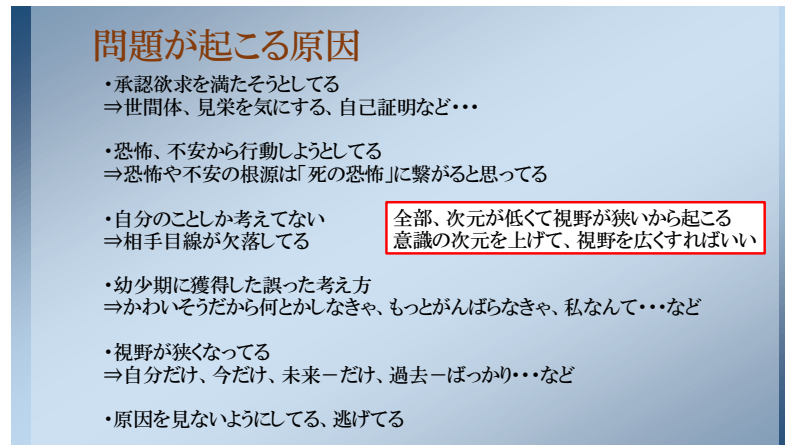 問題が起こる原因
・承認欲求を満たそうとしてる
⇒世間体、見栄を気にする、自己証明など・・・
・恐怖、不安から行動しようとしてる
⇒恐怖や不安の根源は「死の恐怖」に繋がると思ってる
・自分のことしか考えてない
⇒相手目線が欠落してる
全部、次元が低くて視野が狭いから起こる
意識の次元を上げて、視野を広くすればいい
・幼少期に獲得した誤った考え方
⇒かわいそうだから何とかしなきゃ、もっとがんばらなきゃ、私なんて・・・など
・視野が狭くなってる
⇒自分だけ、今だけ、未来－だけ、過去－ばっかり・・・など
・原因を見ないようにしてる、逃げてる